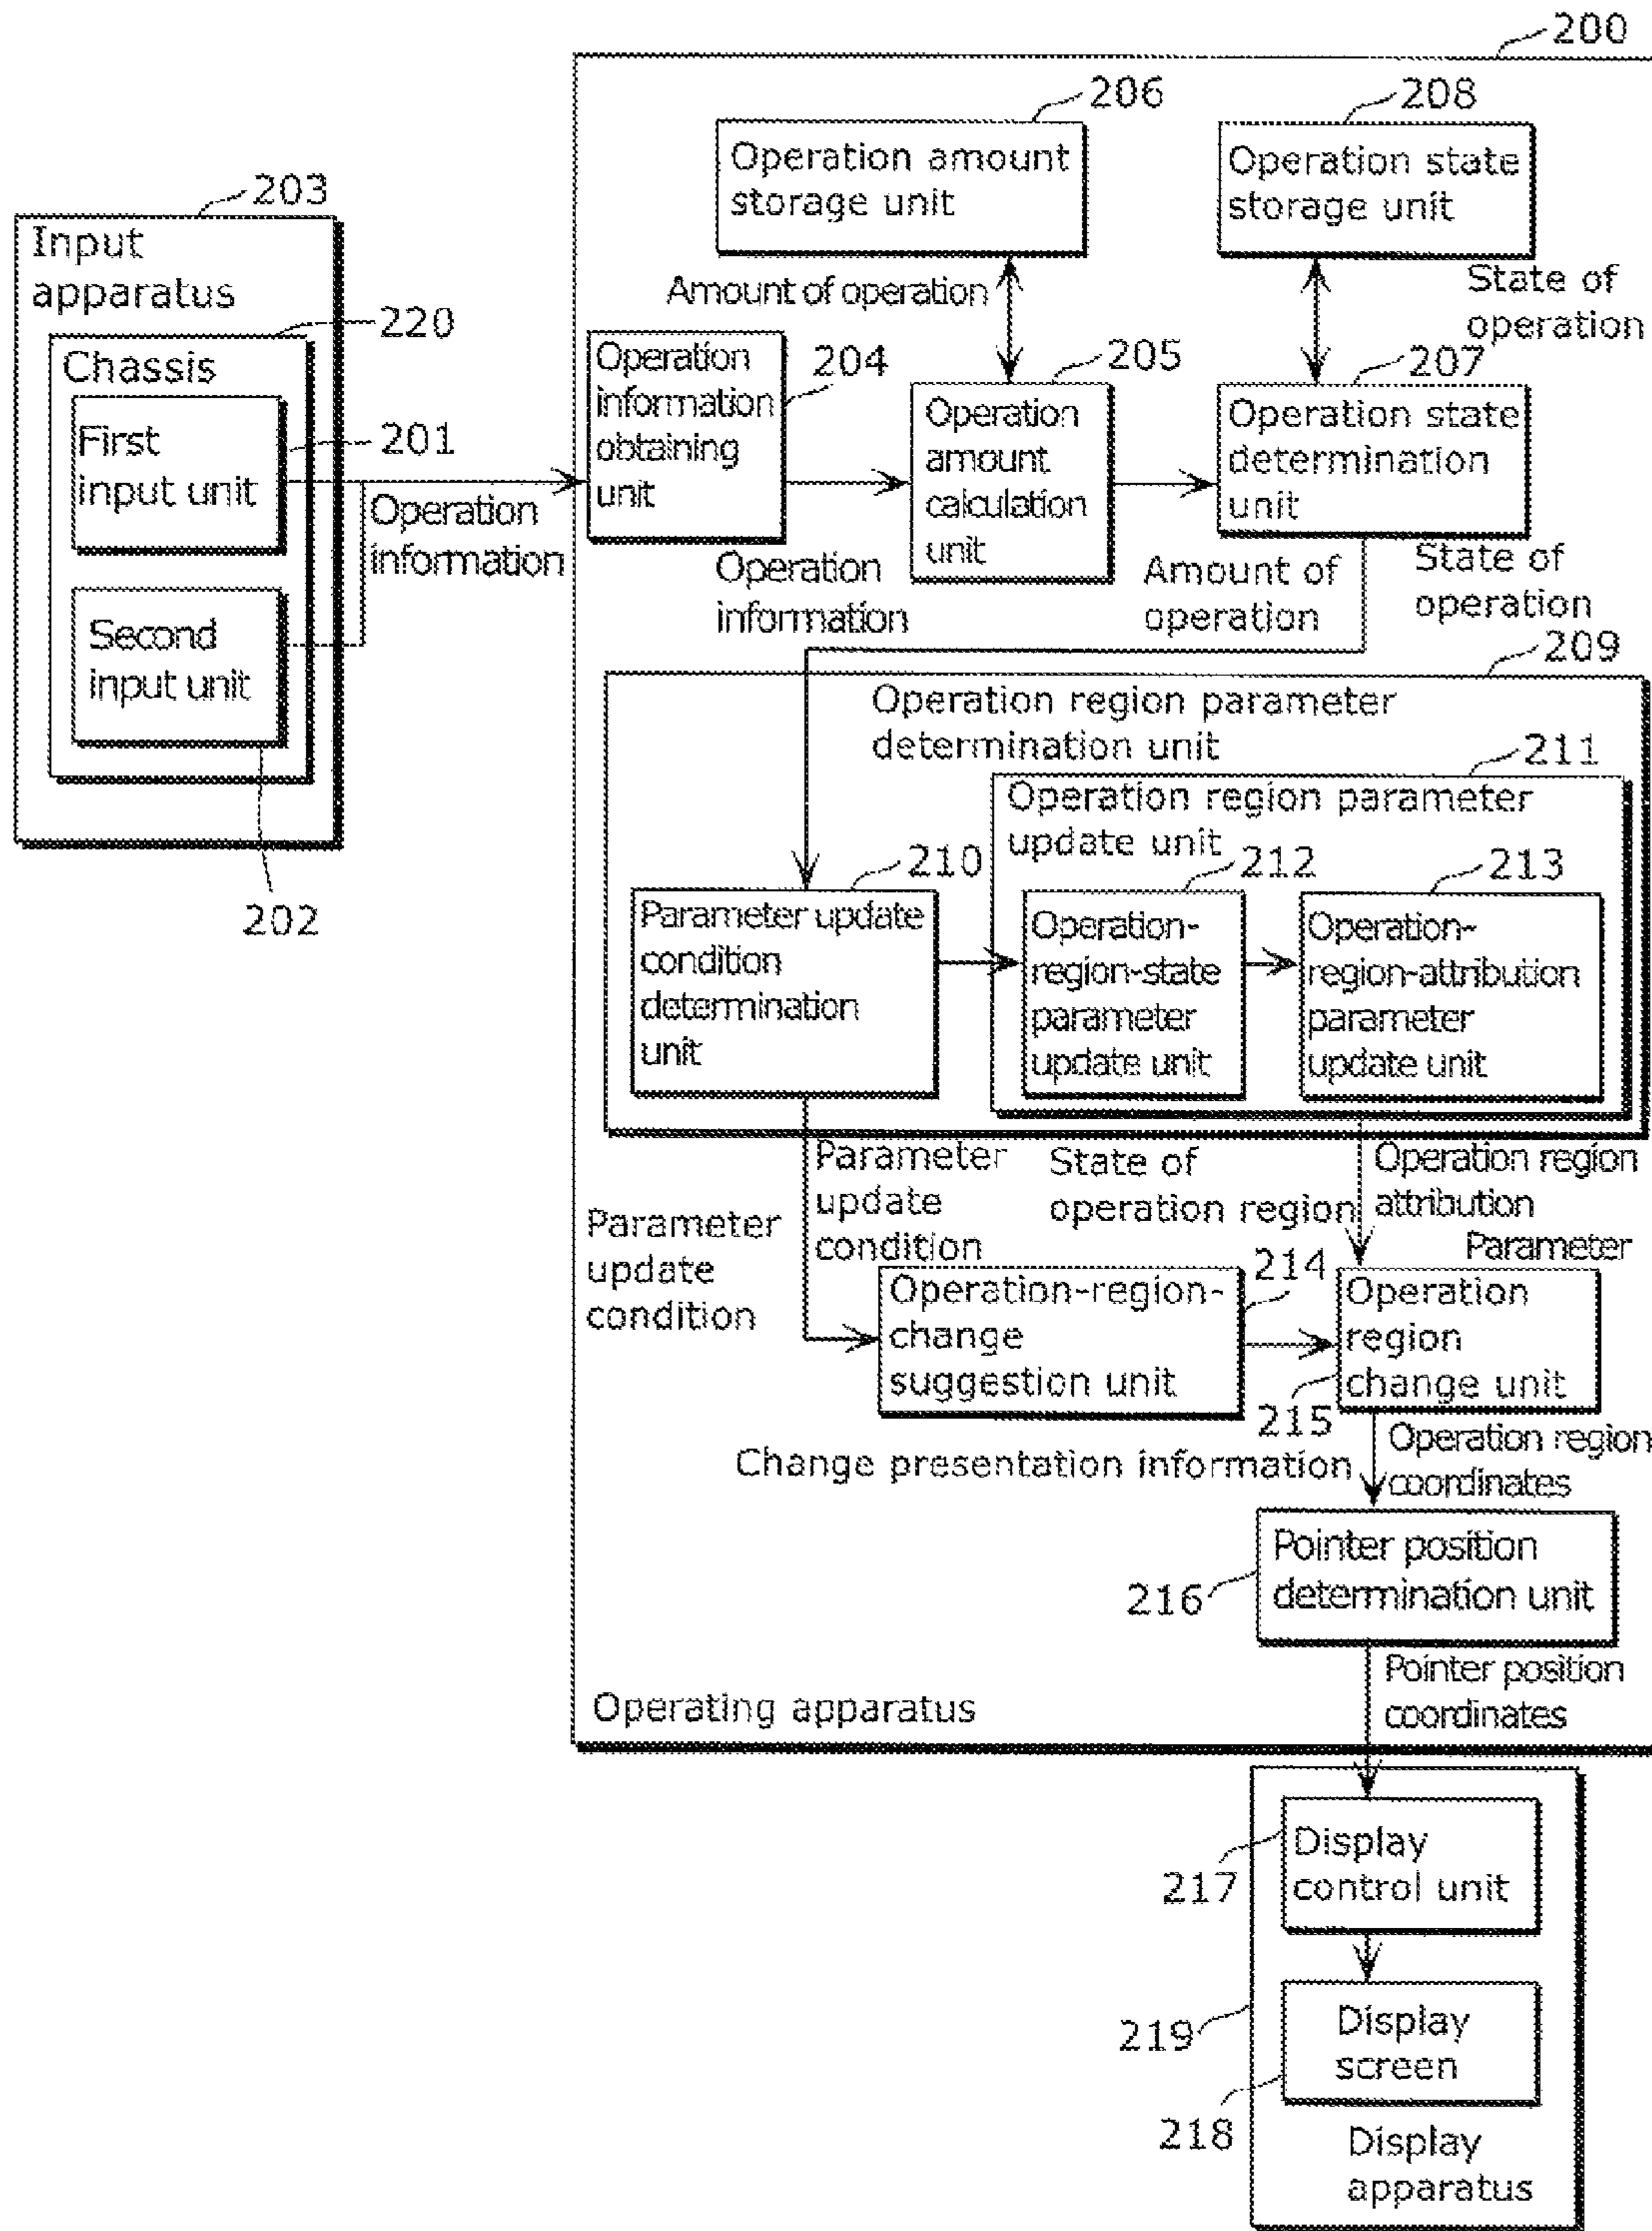 200
206
Operation amount
storage unit
208
Operation state
storage unit
203
Input
apparatus
220
Chassis
First
input unit
201
Second
input unit
202
Operation
information
Amount of operation
State of
operation
Operation
information
obtaining
unit
204
205
Operation
amount
calculation
unit
207
Operation state
determination
unit
Operation
information
Amount of
operation
State of
operation
209
Operation region parameter
determination unit
211
Operation region parameter
update unit
210
Parameter update
condition
determination
unit
212
Operation-
region-state
parameter
update unit
213
Operation-
region-attribution
parameter
update unit
Parameter
update
condition
Parameter
update
condition
State of
operation region
Operation region
attribution
Parameter
214
Operation-region-
change
suggestion unit
Operation
region
change unit
215
Change presentation information
Operation region
coordinates
Pointer position
determination unit
216
Pointer position
coordinates
Operating apparatus
Display
control unit
217
Display
screen
218
219
Display
apparatus